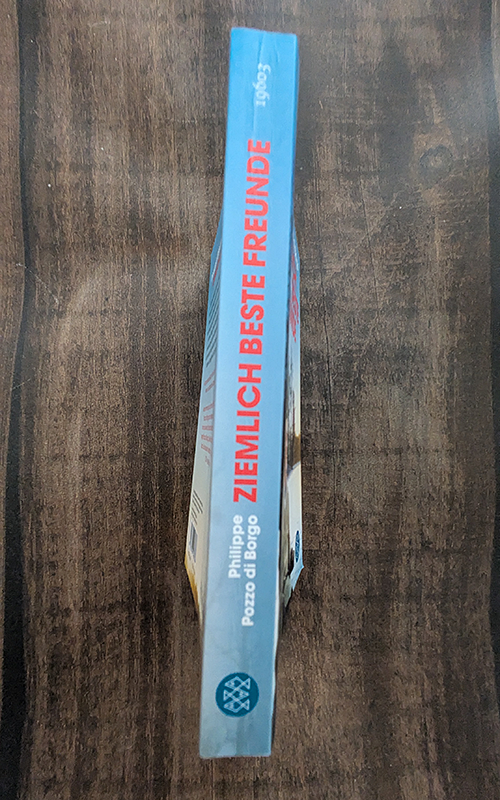 Philippe
Pozzo di Borgo
ZIEMLICH BESTE FREUNDE
19603